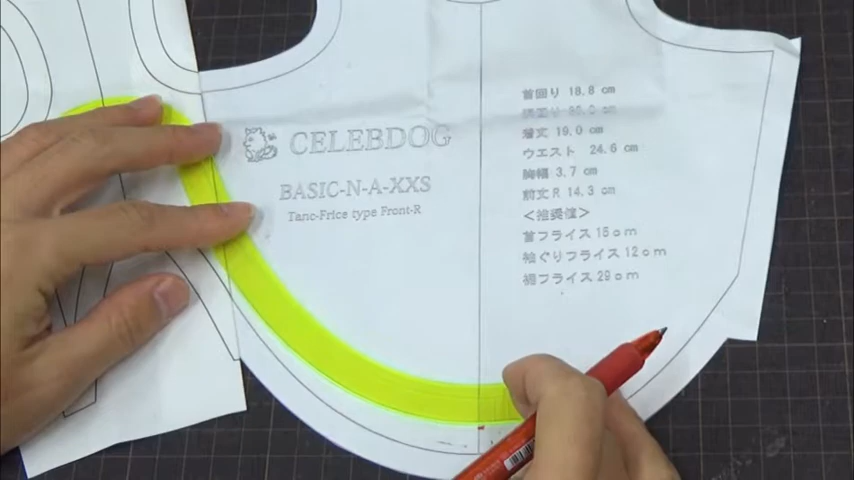 CELEBDOG
BASIC-N-A-XXS
Tanc-Frice type Front-R
首回り 18.8 cm
着丈 19.0 cm
ウエスト 24.6 cm
胸幅 3.7 cm
前丈R 14.3 cm
<推奨値>
首フライス 15cm
袖ぐりフライス 12cm
裾フライス 29cm